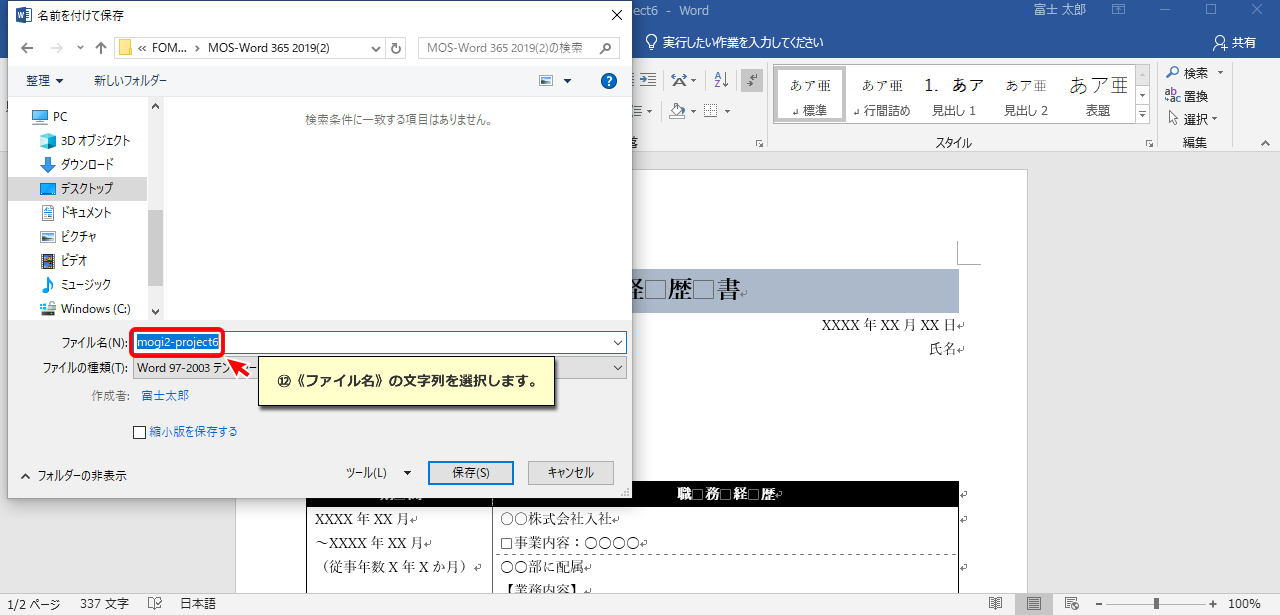 名前を付けて保存
ect6 - Word
富士 太郎
FOM... › MOS-Word 365 2019(2)
MOS-Word 365 2019(2)の検索
実行したい作業を入力してください
共有
整理
新しいフォルダー
検索条件に一致する項目はありません。
PC
3D オブジェクト
ダウンロード
デスクトップ
ドキュメント
ピクチャ
ビデオ
ミュージック
Windows (C:)
あア亜
標準
あア亜
行間詰め
1. あア
見出し 1
あア亜
見出し 2
あア亜
表題
スタイル
検索
置換
選択
編集
ファイル名(N):
mogi2-project6
ファイルの種類(T):
Word 97-2003 テン
⑫《ファイル名》の文字列を選択します。
作成者:
富士太郎
縮小版を保存する
フォルダーの非表示
ツール(L)
保存(S)
キャンセル
経□歴□書
XXXX 年 XX 月 XX 日
氏名
職□務□経□歴
XXXX 年 XX 月
～XXXX 年 XX 月
（従事年数 X 年 X か月）
○○株式会社入社
□事業内容：○○○○
○○部に配属
【業務内容】
1/2 ページ
337 文字
日本語
100%